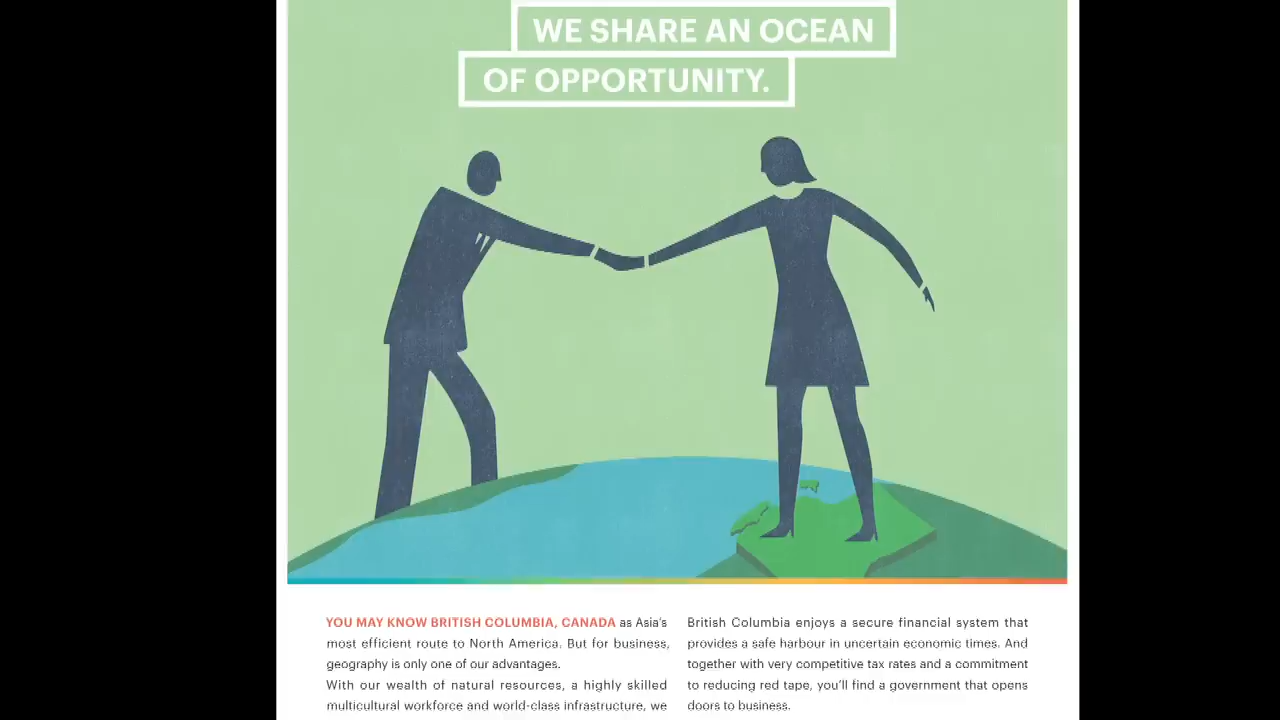 WE SHARE AN OCEAN
OF OPPORTUNITY.
YOU MAY KNOW BRITISH COLUMBIA, CANADA as Asia's
most efficient route to North America. But for business,
geography is only one of our advantages.
With our wealth of natural resources, a highly skilled
multicultural workforce and world-class infrastructure, we
British Columbia enjoys a secure financial system that
provides a safe harbour in uncertain economic times. And
together with very competitive tax rates and a commitment
to reducing red tape, you'll find a government that opens
doors to business.